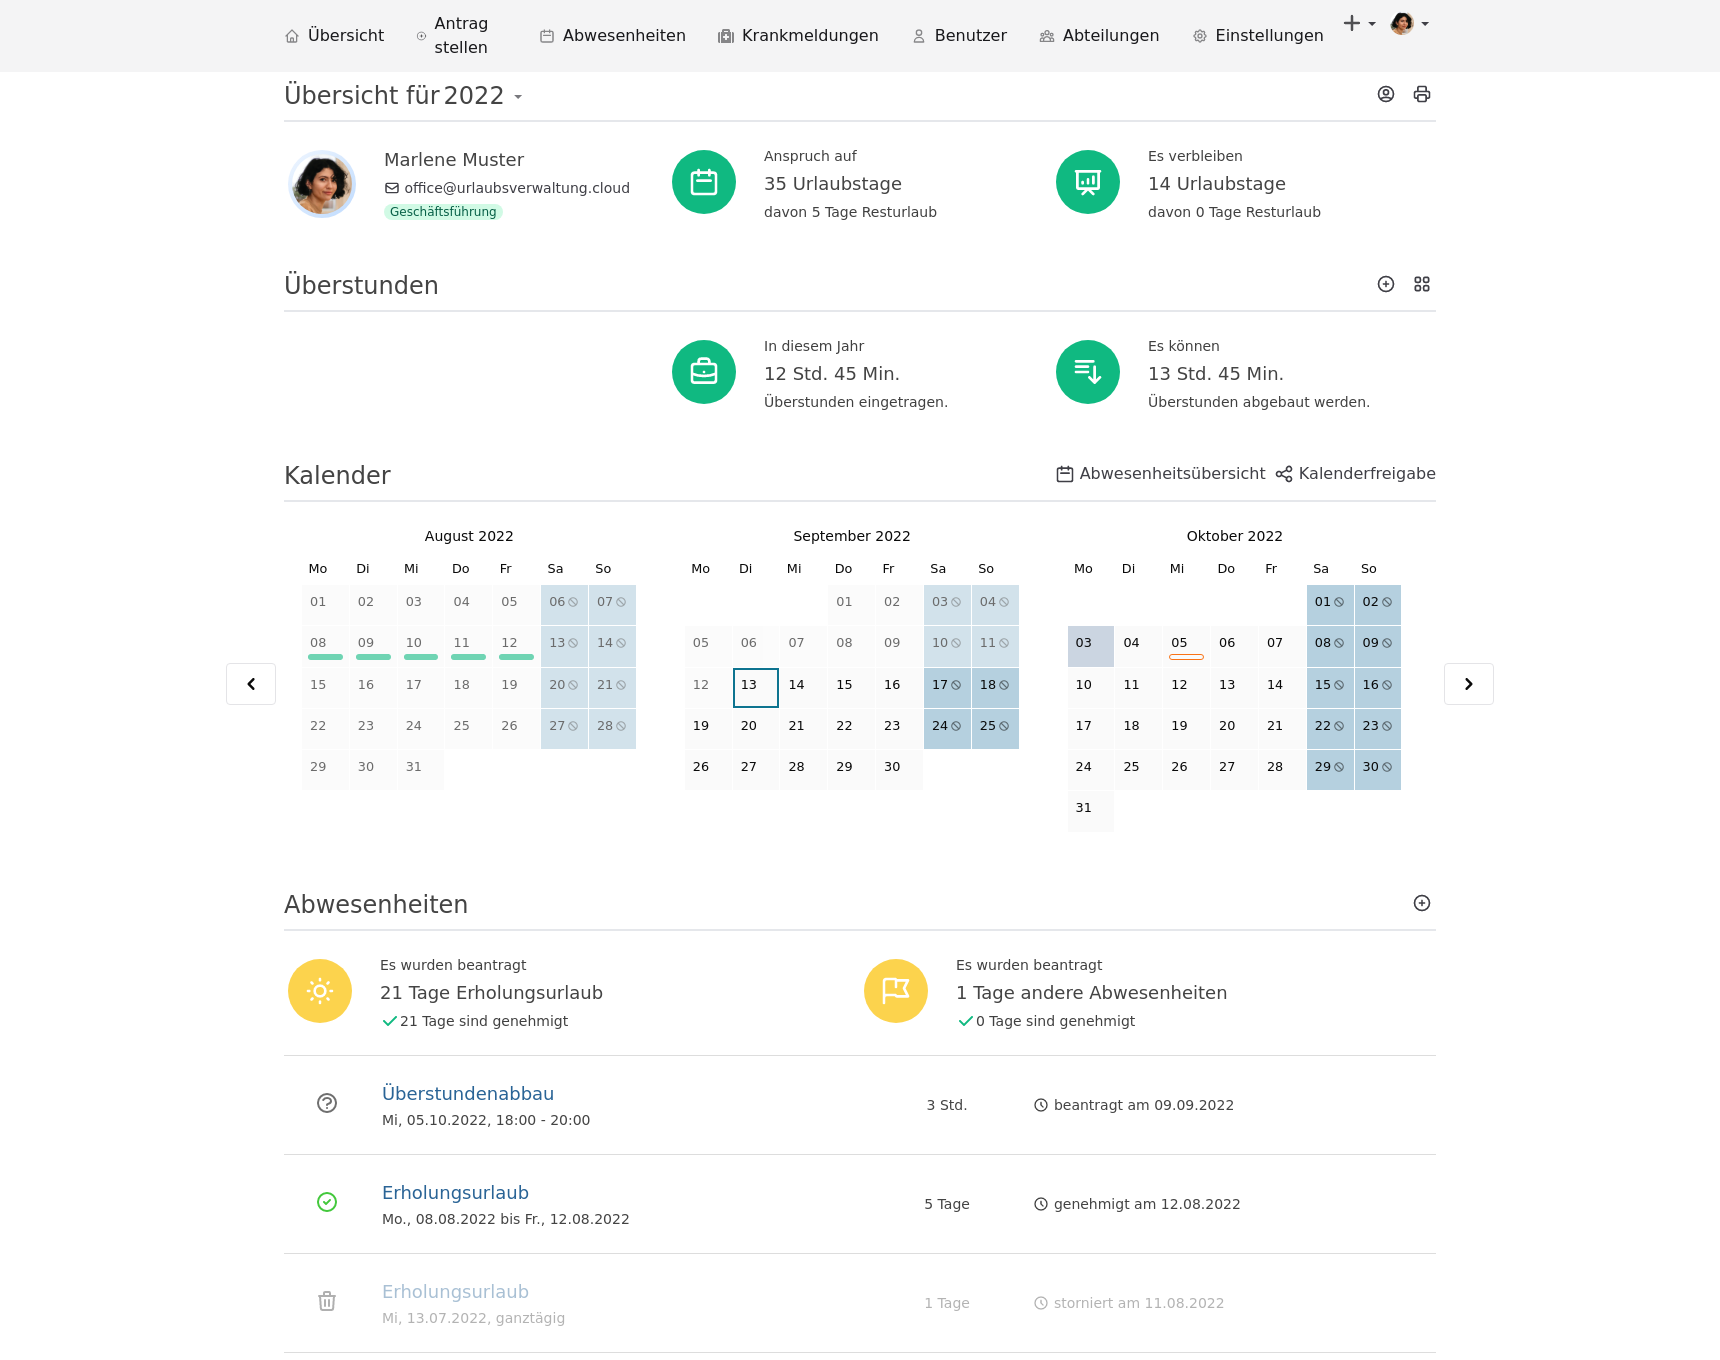 Übersicht
Antrag stellen
Abwesenheiten
Krankmeldungen
Benutzer
Abteilungen
Einstellungen
Übersicht für 2022
Marlene Muster
office@urlaubsverwaltung.cloud
Geschäftsführung
Anspruch auf
35 Urlaubstage
davon 5 Tage Resturlaub
Es verbleiben
14 Urlaubstage
davon 0 Tage Resturlaub
Überstunden
In diesem Jahr
12 Std. 45 Min.
Überstunden eingetragen.
Es können
13 Std. 45 Min.
Überstunden abgebaut werden.
Kalender
Abwesenheitsübersicht Kalenderfreigabe
August 2022
Mo Di Mi Do Fr Sa So
01 02 03 04 05 06 07
08 09 10 11 12 13 14
15 16 17 18 19 20 21
22 23 24 25 26 27 28
29 30 31
September 2022
Mo Di Mi Do Fr Sa So
01 02 03 04
05 06 07 08 09 10 11
12 13 14 15 16 17 18
19 20 21 22 23 24 25
26 27 28 29 30
Oktober 2022
Mo Di Mi Do Fr Sa So
01 02
03 04 05 06 07 08 09
10 11 12 13 14 15 16
17 18 19 20 21 22 23
24 25 26 27 28 29 30
31
Abwesenheiten
Es wurden beantragt
21 Tage Erholungsurlaub
21 Tage sind genehmigt
Es wurden beantragt
1 Tage andere Abwesenheiten
0 Tage sind genehmigt
Überstundenabbau
Mi, 05.10.2022, 18:00 - 20:00
3 Std.
beantragt am 09.09.2022
Erholungsurlaub
Mo., 08.08.2022 bis Fr., 12.08.2022
5 Tage
genehmigt am 12.08.2022
Erholungsurlaub
Mi, 13.07.2022, ganztägig
1 Tage
storniert am 11.08.2022